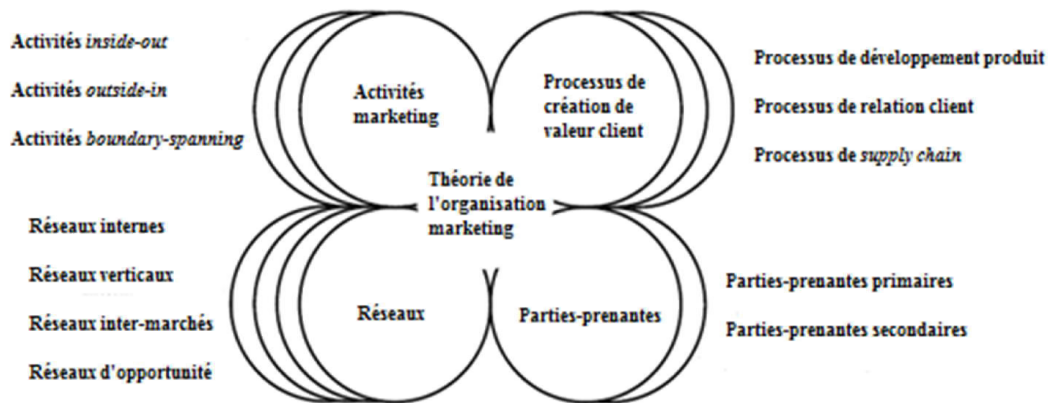 Activités inside-out
Activités outside-in
Activités boundary-spanning
Activités
marketing
Processus de
création de
valeur client
Processus de développement produit
Processus de relation client
Processus de supply chain
Théorie de
l'organisation
marketing
Réseaux internes
Réseaux verticaux
Réseaux inter-marchés
Réseaux d'opportunité
Réseaux
Parties-prenantes
Parties-prenantes primaires
Parties-prenantes secondaires